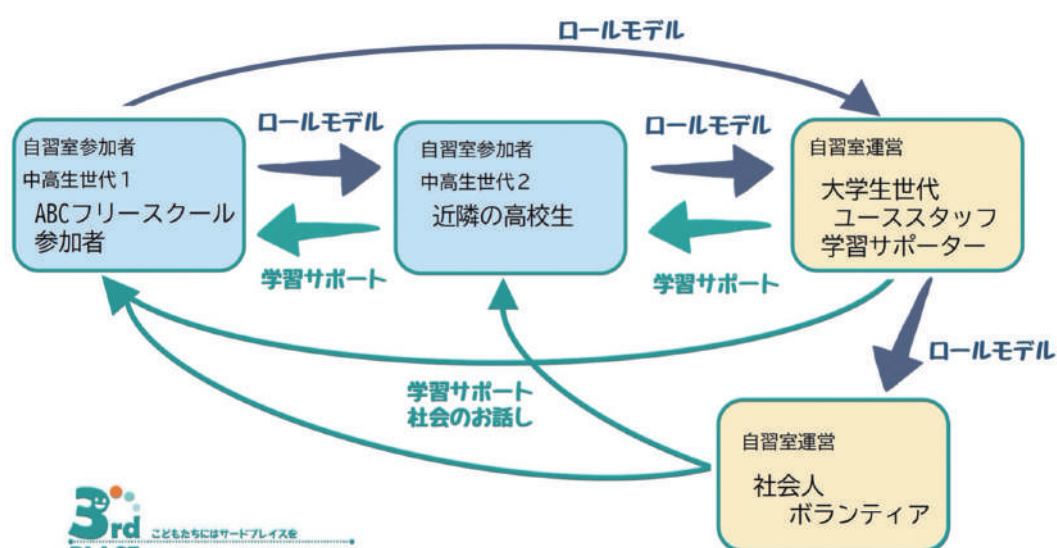 ロールモデル
自習室参加者
中高生世代1
ABCフリースクール
参加者
ロールモデル
学習サポート
自習室参加者
中高生世代2
近隣の高校生
ロールモデル
学習サポート
自習室運営
大学生世代
ユーススタッフ
学習サポーター
ロールモデル
学習サポート
社会のお話し
自習室運営
社会人
ボランティア
3rd
こどもたちにはサードプレイスを